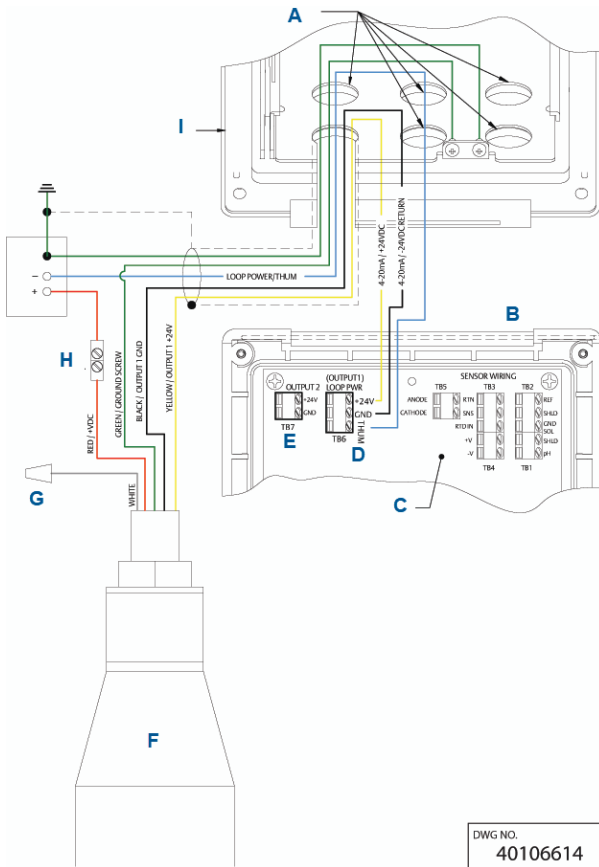 A
I
4-20mA / +24VDC
4-20mA / -24VDC RETURN
−
LOOP POWER/THUM
+
H
RED / +VDC
GREEN / GROUND SCREW
BLACK / OUTPUT 1 GND
YELLOW / OUTPUT 1 +24V
B
SENSOR WIRING
OUTPUT 2
(OUTPUT1)
LOOP PWR
TB5
TB3
TB2
+24V
GND
TB7
+24V
GND
THUM
TB6
ANODE
CATHODE
RTN
SNS
RTD IN
+V
-V
TB4
REF
SHLD
GND
SOL
SHLD
pH
TB1
E
D
C
G
WHITE
F
DWG NO.
40106614